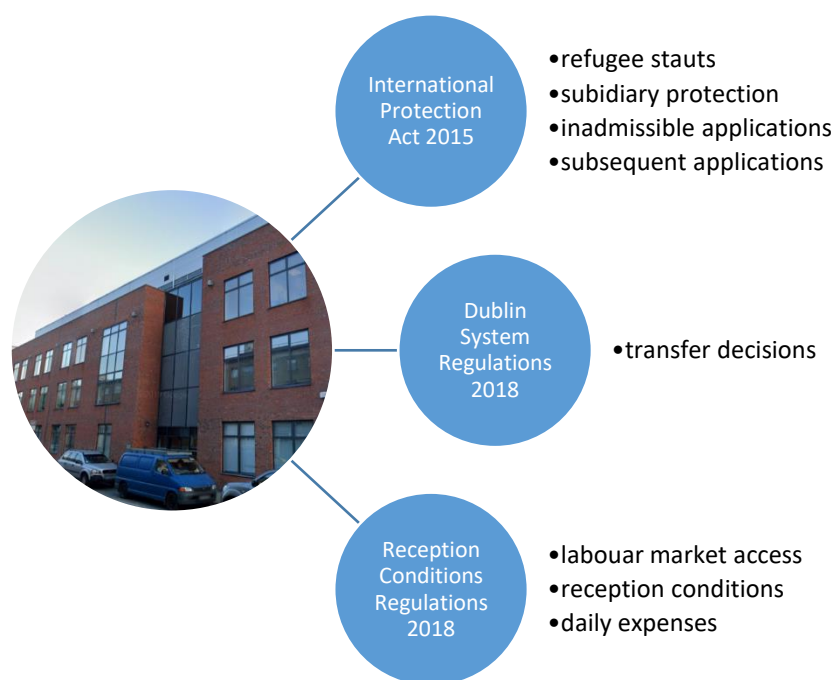 International
Protection
Act 2015
•refugee stauts
•subidiary protection
•inadmissible applications
•subsequent applications
Dublin
System
Regulations
2018
•transfer decisions
Reception
Conditions
Regulations
2018
•labouar market access
•reception conditions
•daily expenses